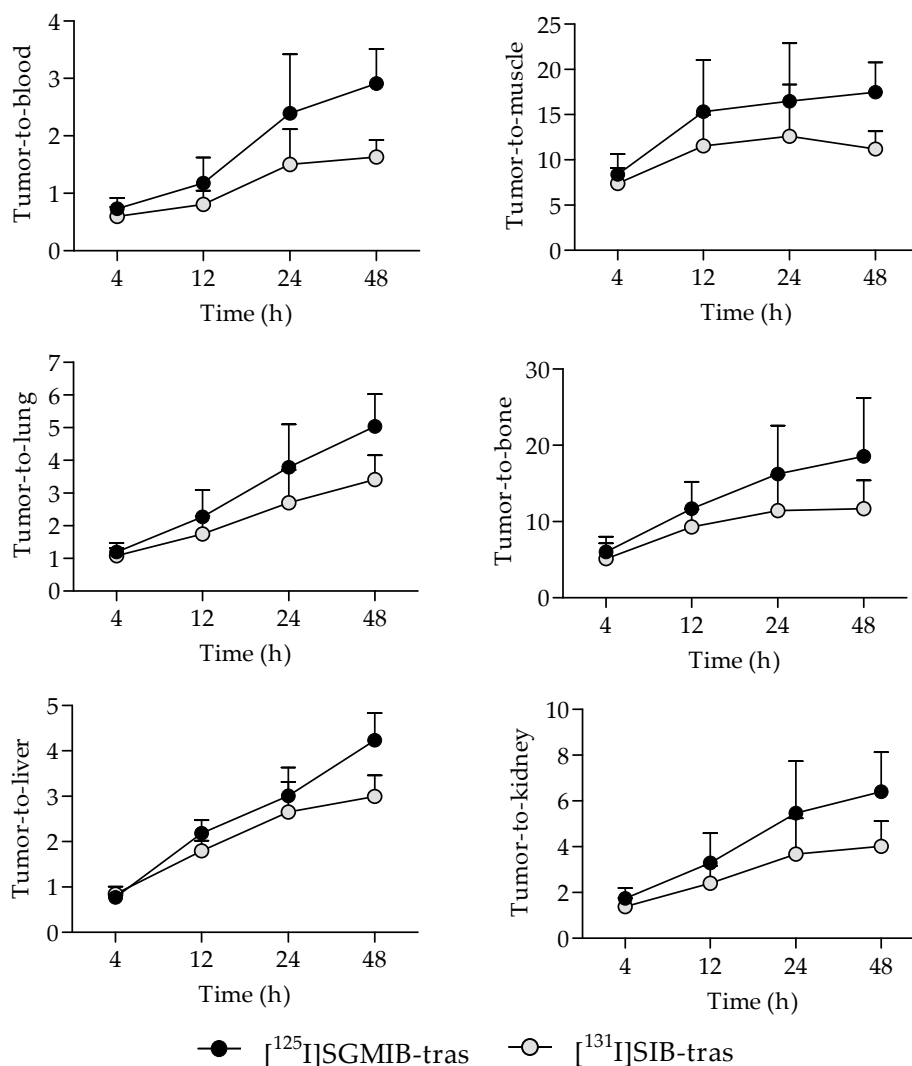 Tumor-to-blood
4
3
2
1
0
4 12 24 48
Time (h)
Tumor-to-muscle
25
20
15
10
5
0
4 12 24 48
Time (h)
Tumor-to-lung
7
6
5
4
3
2
1
0
4 12 24 48
Time (h)
Tumor-to-bone
30
20
10
0
4 12 24 48
Time (h)
Tumor-to-liver
5
4
3
2
1
0
4 12 24 48
Time (h)
Tumor-to-kidney
10
8
6
4
2
0
4 12 24 48
Time (h)
[¹²⁵I]SGMIB-tras [¹³¹I]SIB-tras